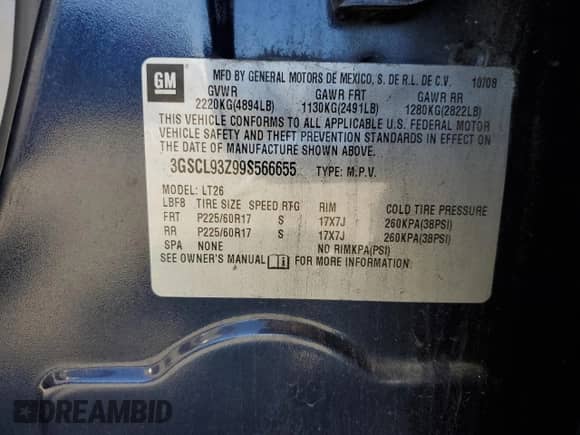 GM
MFD BY GENERAL MOTORS DE MEXICO, S. DE R.L. DE C.V. 10/08
GVWR GAWR FRT GAWR RR
2220KG(4894LB) 1130KG(2491LB) 1280KG(2822LB)
THIS VEHICLE CONFORMS TO ALL APPLICABLE U.S. FEDERAL MOTOR
VEHICLE SAFETY AND THEFT PREVENTION STANDARDS IN EFFECT ON
THE DATE OF MANUFACTURE SHOWN ABOVE.
3GSCL93Z99S566655 TYPE: M.P.V.
MODEL: LT26
LBF8 TIRE SIZE SPEED RTG RIM COLD TIRE PRESSURE
FRT P225/60R17 S 17X7J 260KPA(38PSI)
RR P225/60R17 S 17X7J 260KPA(38PSI)
SPA NONE NO RIMKPA(PSI)
SEE OWNER'S MANUAL i FOR MORE INFORMATION.
DREAMBID